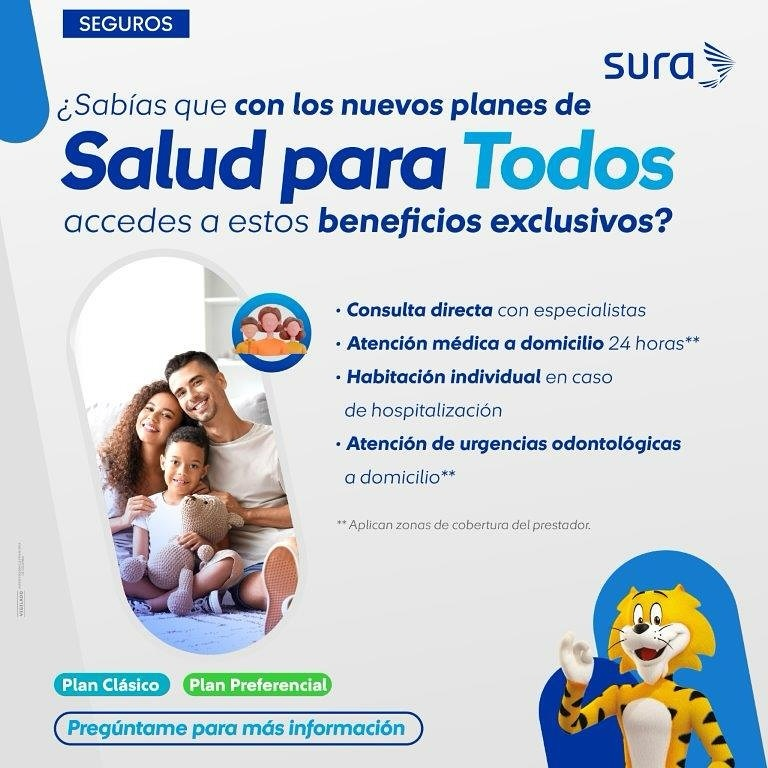 SEGUROS
sura
¿Sabías que con los nuevos planes de
Salud para Todos
accedes a estos beneficios exclusivos?
• Consulta directa con especialistas
• Atención médica a domicilio 24 horas**
• Habitación individual en caso
de hospitalización
• Atención de urgencias odontológicas
a domicilio**
** Aplican zonas de cobertura del prestador.
VIGILADO
Plan Clásico
Plan Preferencial
Pregúntame para más información